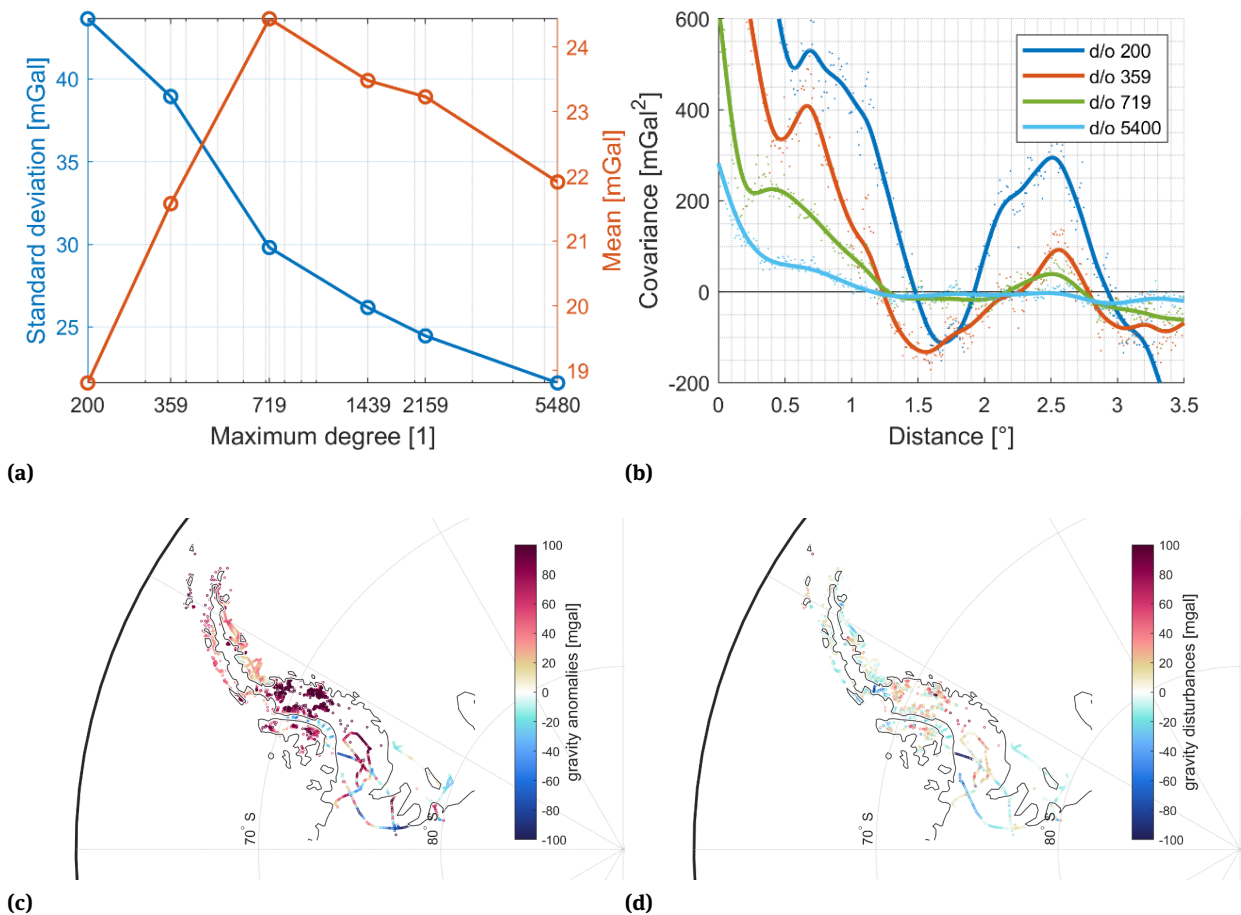 Standard deviation [mGal]
40
35
30
25
24
23
22
21
20
19
18
Mean [mGal]
200
359
719
1439
2159
5480
Maximum degree [1]
(a)
Covariance [mGal²]
600
400
200
0
-200
d/o 200
d/o 359
d/o 719
d/o 5400
0
0.5
1
1.5
2
2.5
3
3.5
Distance [°]
(b)
100
80
60
40
20
0
-20
-40
-60
-80
-100
gravity anomalies [mgal]
70° S
80° S
(c)
100
80
60
40
20
0
-20
-40
-60
-80
-100
gravity disturbances [mgal]
70° S
80° S
(d)